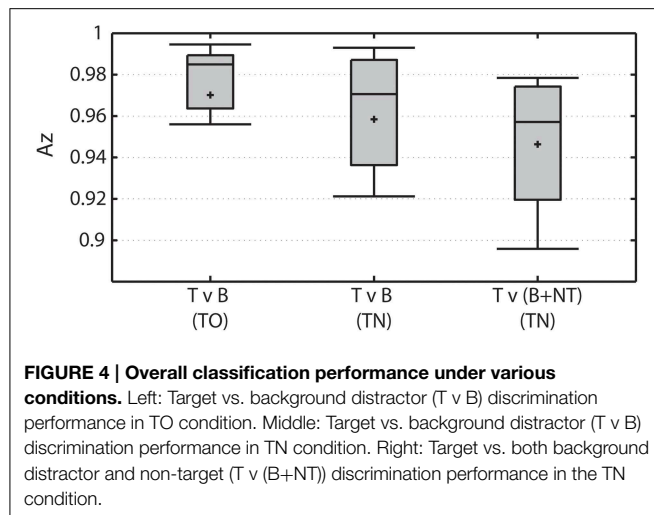 1
0.98
0.96
0.94
0.92
0.9
Az
T v B
(TO)
T v B
(TN)
T v (B+NT)
(TN)
FIGURE 4 | Overall classification performance under various
conditions. Left: Target vs. background distractor (T v B) discrimination
performance in TO condition. Middle: Target vs. background distractor (T v B)
discrimination performance in TN condition. Right: Target vs. both background
distractor and non-target (T v (B+NT)) discrimination performance in the TN
condition.